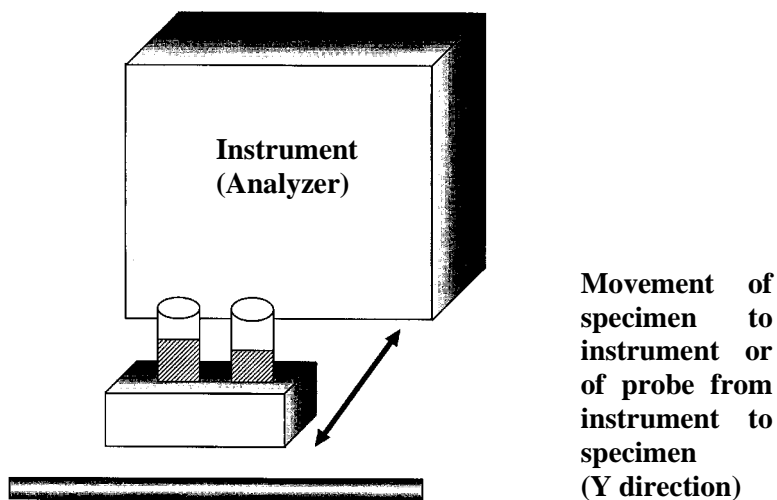 Instrument
(Analyzer)
Movement of
specimen to
instrument or
of probe from
instrument to
specimen
(Y direction)